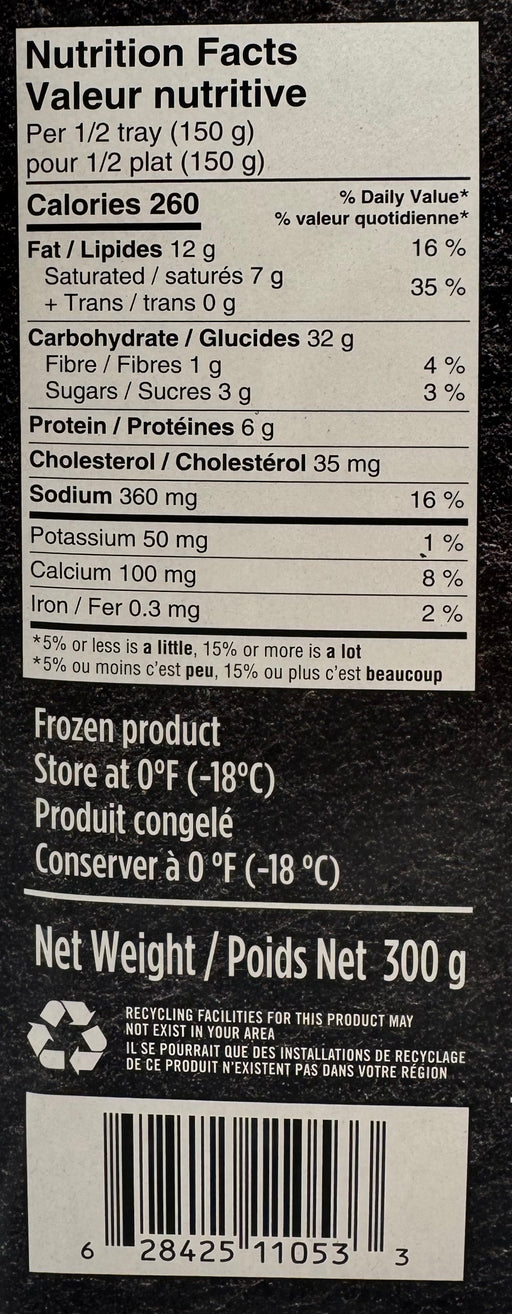 Nutrition Facts
Valeur nutritive
Per 1/2 tray (150 g)
pour 1/2 plat (150 g)
Calories 260
% Daily Value*
% valeur quotidienne*
Fat / Lipides 12 g 16 %
Saturated / saturés 7 g
+ Trans / trans 0 g 35 %
Carbohydrate / Glucides 32 g
Fibre / Fibres 1 g 4 %
Sugars / Sucres 3 g 3 %
Protein / Protéines 6 g
Cholesterol / Cholestérol 35 mg
Sodium 360 mg 16 %
Potassium 50 mg 1 %
Calcium 100 mg 8 %
Iron / Fer 0.3 mg 2 %
*5% or less is a little, 15% or more is a lot
*5% ou moins c'est peu, 15% ou plus c'est beaucoup
Frozen product
Store at 0°F (-18°C)
Produit congelé
Conserver à 0 °F (-18 °C)
Net Weight / Poids Net 300 g
RECYCLING FACILITIES FOR THIS PRODUCT MAY
NOT EXIST IN YOUR AREA
IL SE POURRAIT QUE DES INSTALLATIONS DE RECYCLAGE
DE CE PRODUIT N'EXISTENT PAS DANS VOTRE RÉGION
6 28425 11053 3